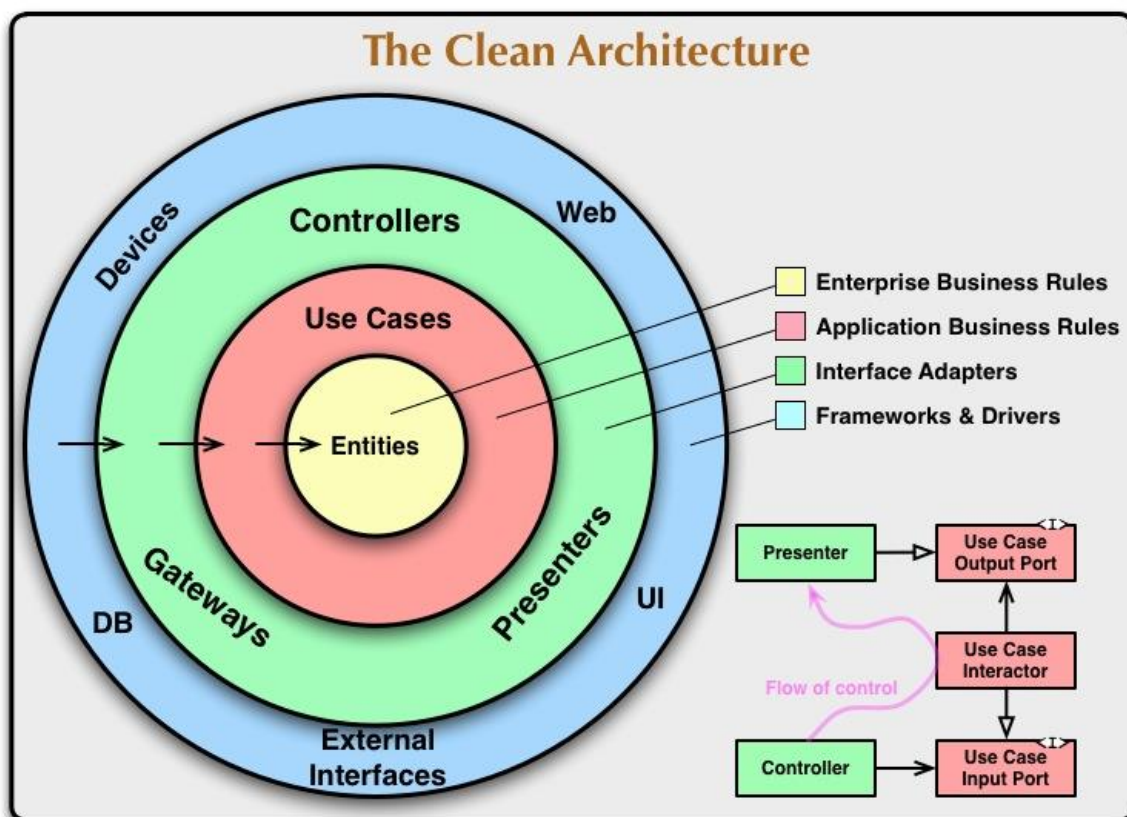 The Clean Architecture
Devices
Web
Controllers
Use Cases
Entities
Gateways
Presenters
DB
UI
External
Interfaces
Enterprise Business Rules
Application Business Rules
Interface Adapters
Frameworks & Drivers
Presenter
<I>
Use Case
Output Port
Use Case
Interactor
Flow of control
Controller
<I>
Use Case
Input Port